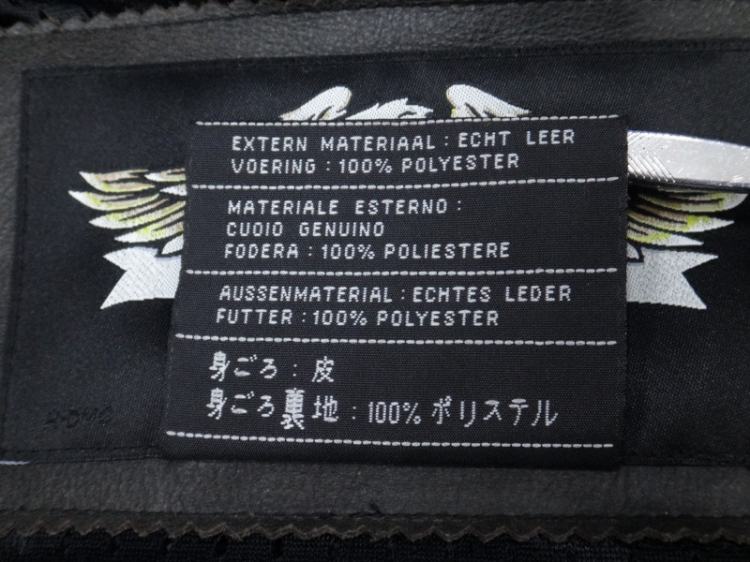 EXTERN MATERIAAL : ECHT LEER
VOERING : 100% POLYESTER
MATERIALE ESTERNO :
CUOIO GENUINO
FODERA : 100% POLIESTERE
AUSSENMATERIAL : ECHTES LEDER
FUTTER : 100% POLYESTER
身ごろ : 皮
身ごろ裏地 : 100% ポリステル